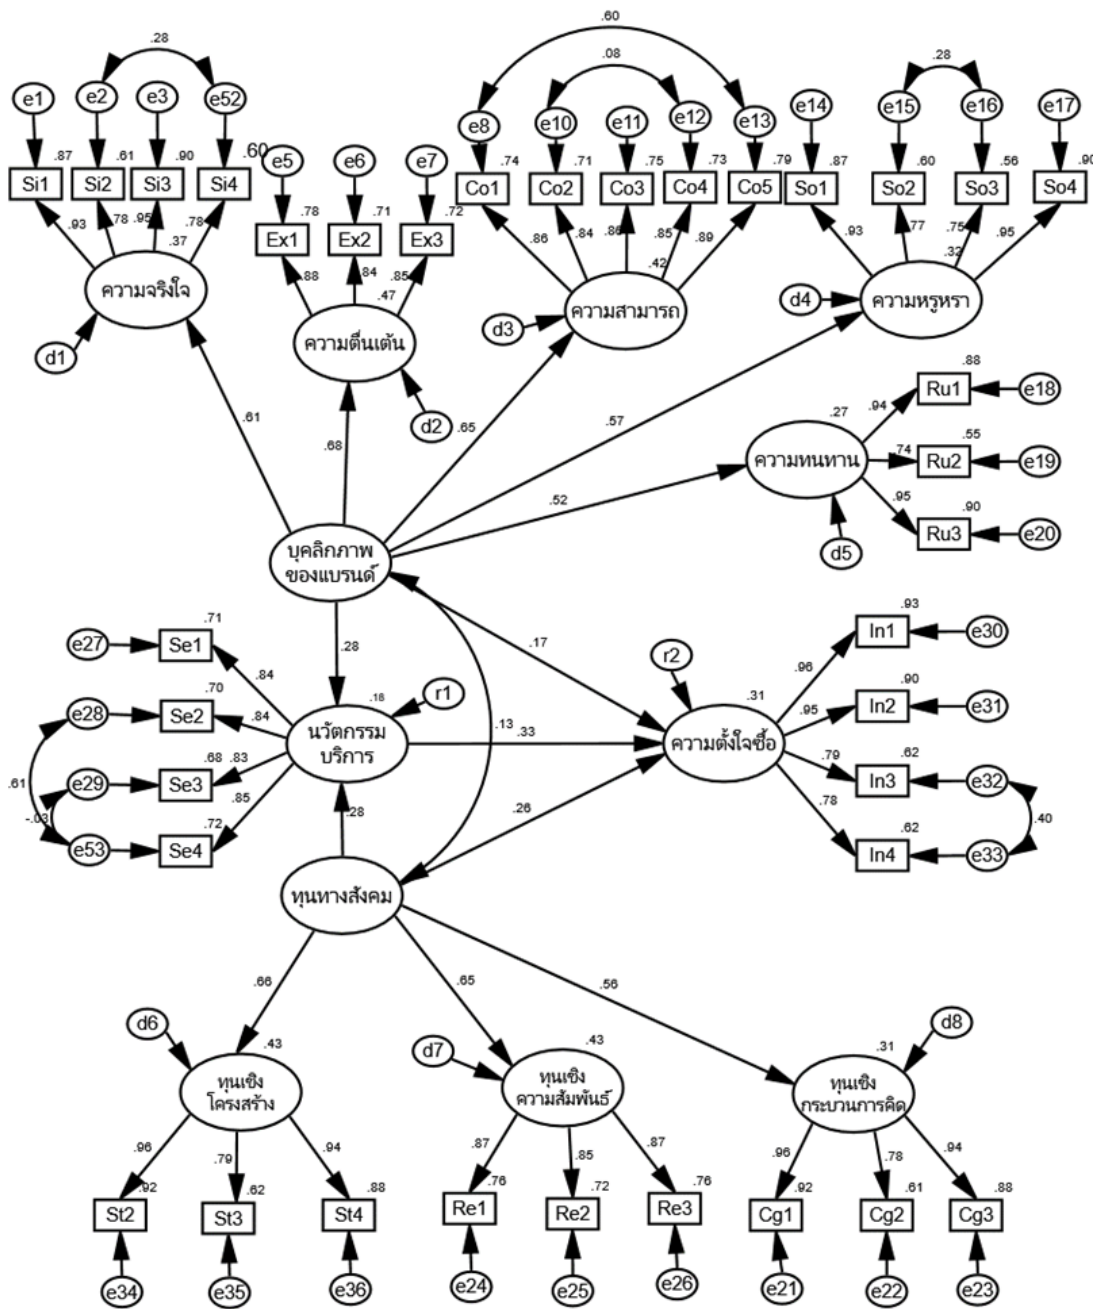 .28
.60
.08
.28
e1
e2
e3
e52
e5
e6
e7
e8
e10
e11
e12
e13
e14
e15
e16
e17
.87
.61
.90
.60
.78
.71
.72
.74
.71
.75
.73
.79
.87
.60
.56
.90
Si1
Si2
Si3
Si4
Ex1
Ex2
Ex3
Co1
Co2
Co3
Co4
Co5
So1
So2
So3
So4
.93
.78
.95
.78
.88
.84
.85
.86
.84
.86
.85
.89
.93
.77
.75
.95
.37
ความจริงใจ
.47
ความตื่นเต้น
.42
ความสามารถ
.32
ความหรูหรา
d1
d2
d3
d4
.61
.68
.65
.57
.52
.27
ความทนทาน
d5
.94
.74
.95
.88
Ru1
e18
.55
Ru2
e19
.90
Ru3
e20
บุคลิกภาพ
ของแบรนด์
.28
.17
.13
.33
.26
.28
e27
Se1
.71
.84
e28
Se2
.70
.84
e29
Se3
.68
.83
e53
Se4
.72
.85
.61
-.03
.16
r1
นวัตกรรม
บริการ
r2
.31
ความตั้งใจซื้อ
.96
.95
.79
.78
.93
In1
e30
.90
In2
e31
.62
In3
e32
.62
In4
e33
.40
ทุนทางสังคม
.66
.65
.56
d6
.43
ทุนเชิง
โครงสร้าง
d7
.43
ทุนเชิง
ความสัมพันธ์
d8
.31
ทุนเชิง
กระบวนการคิด
.96
.79
.94
.87
.85
.87
.96
.78
.94
.92
.62
.88
.76
.72
.76
.92
.61
.88
St2
St3
St4
Re1
Re2
Re3
Cg1
Cg2
Cg3
e34
e35
e36
e24
e25
e26
e21
e22
e23